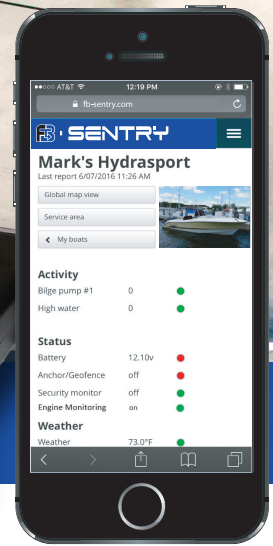 AT&T 12:19 PM
fb-sentry.com
FB · SENTRY
Mark's Hydrasport
Last report 6/07/2016 11:26 AM
Global map view
Service area
My boats
Activity
Bilge pump #1 0
High water 0
Status
Battery 12.10v
Anchor/Geofence off
Security monitor off
Engine Monitoring on
Weather
Weather 73.0°F